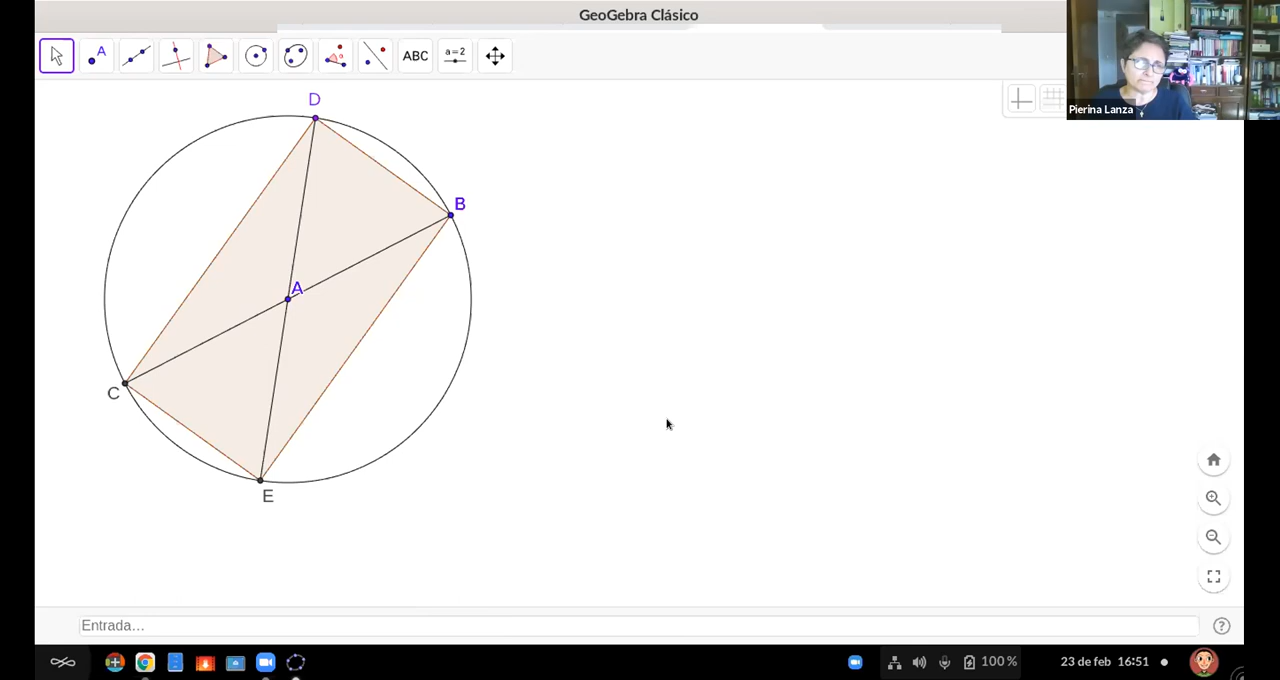 GeoGebra Clásico
A
ABC
a=2
Pierina Lanza
D
B
A
C
E
Entrada...
?
100 %
23 de feb 16:51